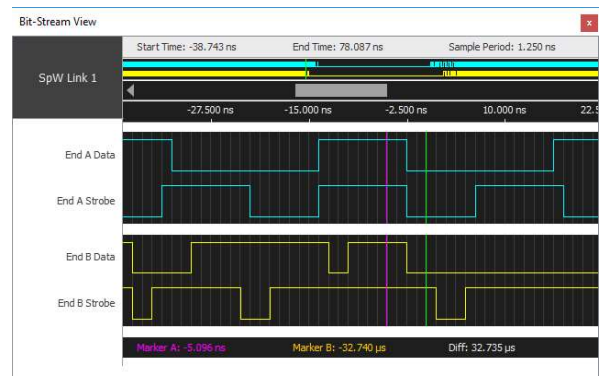 Bit-Stream View
x
Start Time: -38.743 ns End Time: 78.087 ns Sample Period: 1.250 ns
SpW Link 1
-27.500 ns -15.000 ns -2.500 ns 10.000 ns 22.5
End A Data
End A Strobe
End B Data
End B Strobe
Marker A: -5.096 ns Marker B: -32.740 µs Diff: 32.735 µs